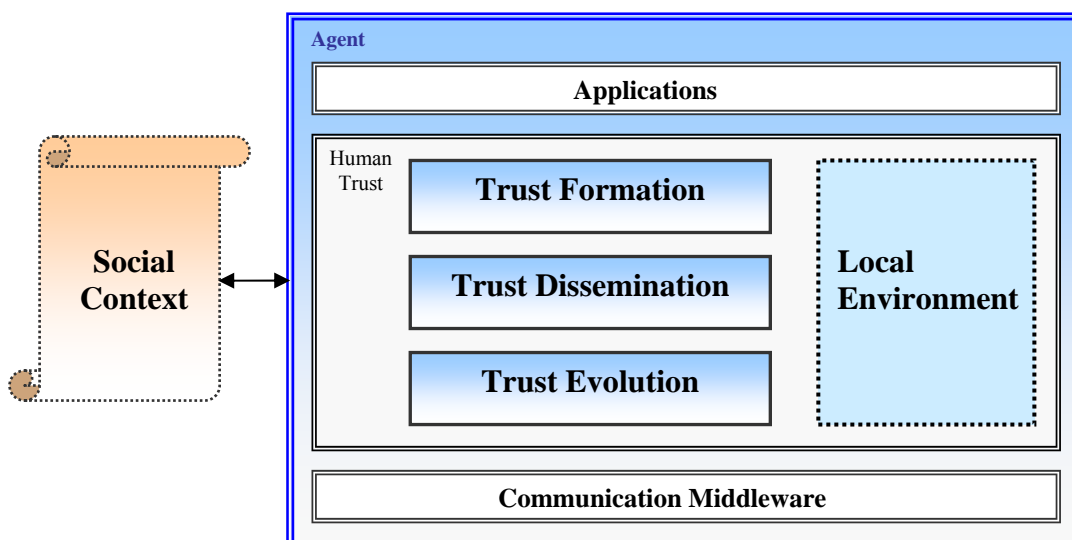 Agent
Applications
Human
Trust
Trust Formation
Social
Context
Trust Dissemination
Local
Environment
Trust Evolution
Communication Middleware